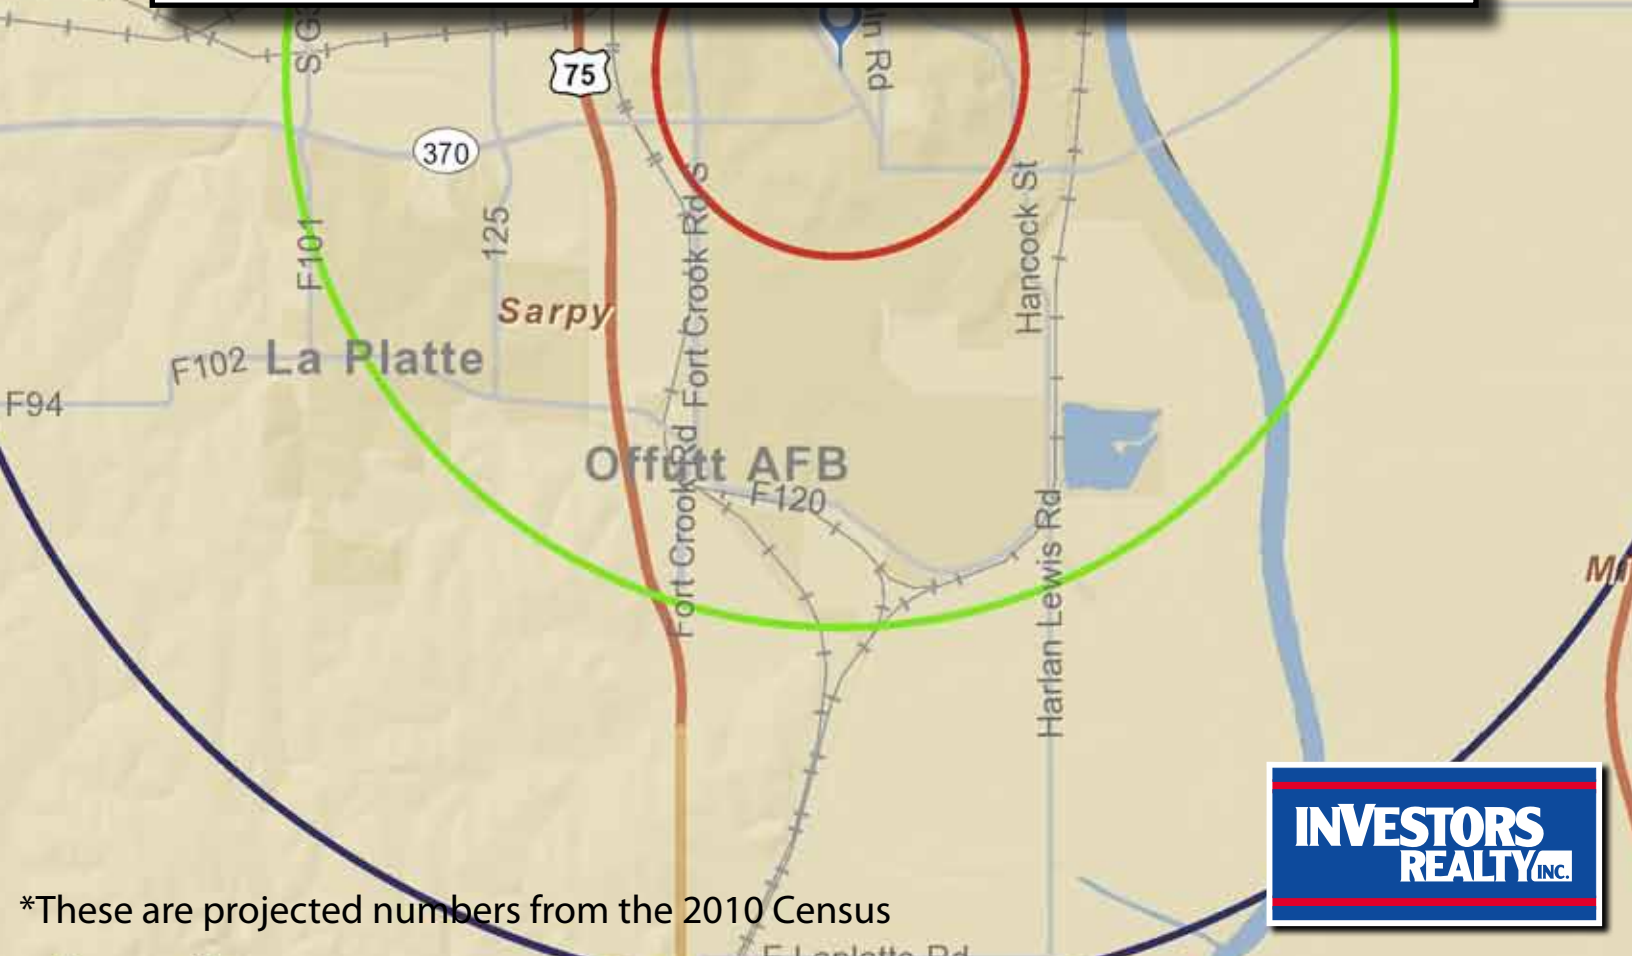 75
370
F101
125
Fort Crook Rd S
Hancock St
Sarpy
F102
La Platte
F94
Offutt AFB
F120
Fort Crook Rd
Harlan Lewis Rd
INVESTORS
REALTY INC.
*These are projected numbers from the 2010 Census